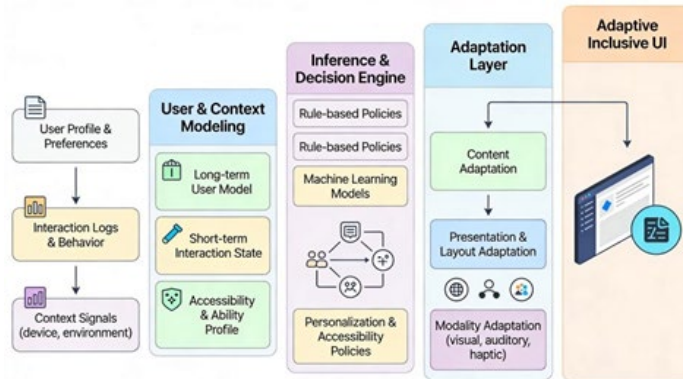 User Profile &
Preferences
Interaction Logs
& Behavior
Context Signals
(device, environment)
User & Context
Modeling
Long-term
User Model
Short-term
Interaction State
Accessibility
& Ability
Profile
Inference &
Decision Engine
Rule-based Policies
Rule-based Policies
Machine Learning
Models
Personalization &
Accessibility
Policies
Adaptation
Layer
Content
Adaptation
Presentation &
Layout Adaptation
Modality Adaptation
(visual, auditory,
haptic)
Adaptive
Inclusive UI